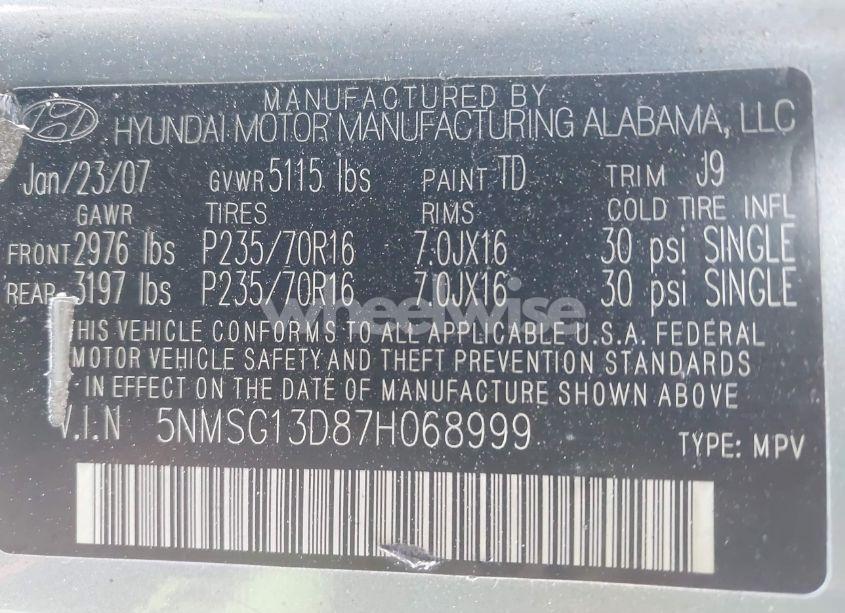 MANUFACTURED BY
HYUNDAI MOTOR MANUFACTURING ALABAMA, LLC
Jan/23/07 GVWR 5115 lbs PAINT TD TRIM J9
GAWR TIRES RIMS COLD TIRE INFL
FRONT 2976 lbs P235/70R16 7.0JX16 30 psi SINGLE
REAR 3197 lbs P235/70R16 7.0JX16 30 psi SINGLE
wheelwise
THIS VEHICLE CONFORMS TO ALL APPLICABLE U.S.A. FEDERAL
MOTOR VEHICLE SAFETY AND THEFT PREVENTION STANDARDS
IN EFFECT ON THE DATE OF MANUFACTURE SHOWN ABOVE
V.I.N 5NMSG13D87H068999 TYPE: MPV